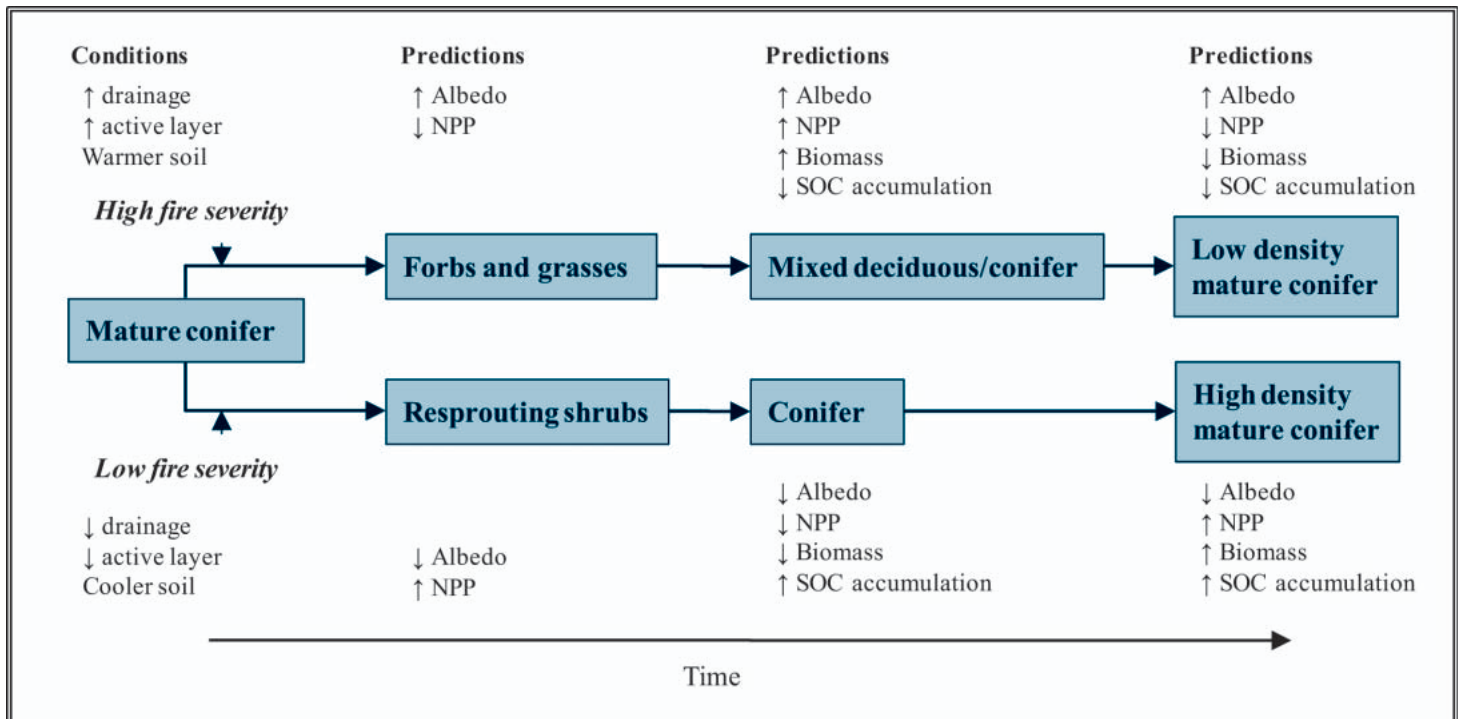 Conditions
↑ drainage
↑ active layer
Warmer soil
Predictions
↑ Albedo
↓ NPP
Predictions
↑ Albedo
↑ NPP
↑ Biomass
↓ SOC accumulation
Predictions
↑ Albedo
↓ NPP
↓ Biomass
↓ SOC accumulation
High fire severity
Forbs and grasses
Mixed deciduous/conifer
Low density
mature conifer
Mature conifer
Resprouting shrubs
Conifer
High density
mature conifer
Low fire severity
↓ drainage
↓ active layer
Cooler soil
↓ Albedo
↑ NPP
↓ Albedo
↓ NPP
↓ Biomass
↑ SOC accumulation
↓ Albedo
↑ NPP
↑ Biomass
↑ SOC accumulation
Time